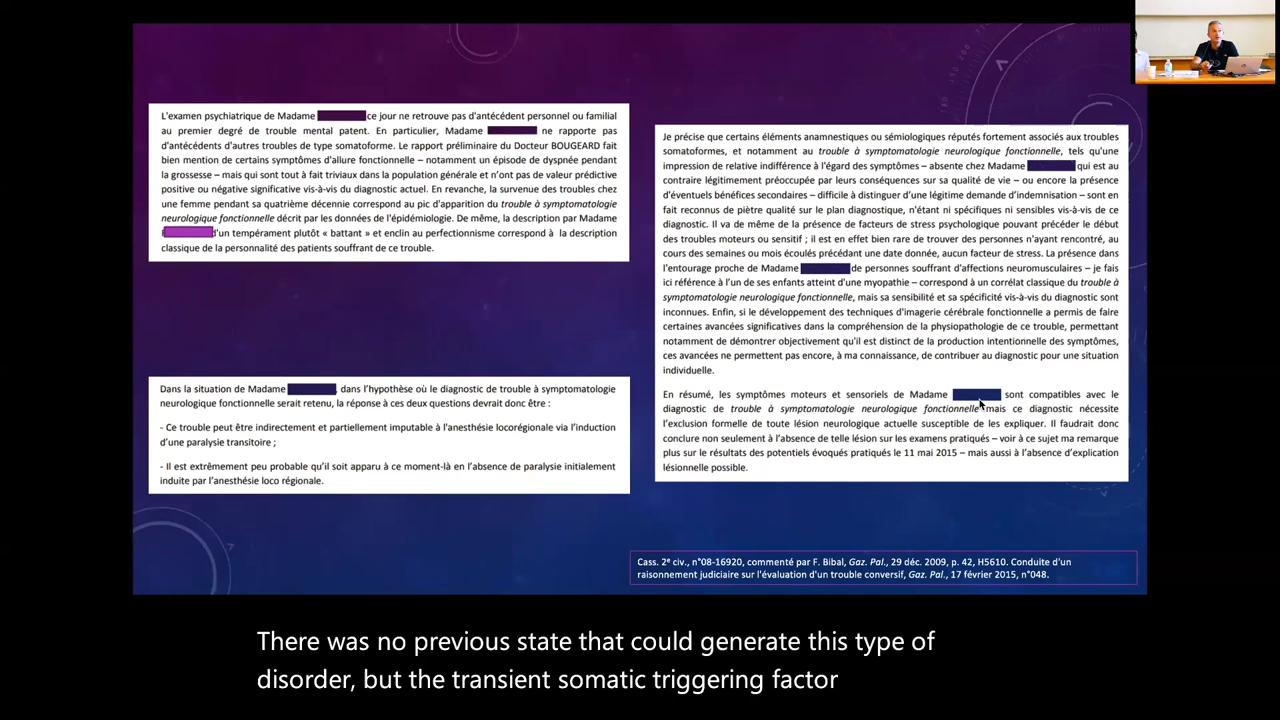 L'examen psychiatrique de Madame ce jour ne retrouve pas d'antécédent personnel ou familial
au premier degré de trouble mental patent. En particulier, Madame ne rapporte pas
d'antécédents d'autres troubles de type somatoforme. Le rapport préliminaire du Docteur BOUGEARD fait
bien mention de certains symptômes d'allure fonctionnelle – notamment un épisode de dyspnée pendant
la grossesse – mais qui sont tout à fait triviaux dans la population générale et n'ont pas de valeur prédictive
positive ou négative significative vis-à-vis du diagnostic actuel. En revanche, la survenue des troubles chez
une femme pendant sa quatrième décennie correspond au pic d'apparition du trouble à symptomatologie
neurologique fonctionnelle décrit par les données de l'épidémiologie. De même, la description par Madame
d'un tempérament plutôt « battant » et enclin au perfectionnisme correspond à la description
classique de la personnalité des patients souffrant de ce trouble.
Dans la situation de Madame , dans l'hypothèse où le diagnostic de trouble à symptomatologie
neurologique fonctionnelle serait retenu, la réponse à ces deux questions devrait donc être :
- Ce trouble peut être indirectement et partiellement imputable à l'anesthésie locorégionale via l'induction
d'une paralysie transitoire ;
- Il est extrêmement peu probable qu'il soit apparu à ce moment-là en l'absence de paralysie initialement
induite par l'anesthésie loco régionale.
Je précise que certains éléments anamnestiques ou sémiologiques réputés fortement associés aux troubles
somatoformes, et notamment au trouble à symptomatologie neurologique fonctionnelle, tels qu'une
impression de relative indifférence à l'égard des symptômes – absente chez Madame qui est au
contraire légitimement préoccupée par leurs conséquences sur sa qualité de vie – ou encore la présence
d'éventuels bénéfices secondaires – difficile à distinguer d'une légitime demande d'indemnisation – sont en
fait reconnus de piètre qualité sur le plan diagnostique, n'étant ni spécifiques ni sensibles vis-à-vis de ce
diagnostic. Il va de même de la présence de facteurs de stress psychologique pouvant précéder le début
des troubles moteurs ou sensitif ; il est en effet bien rare de trouver des personnes n'ayant rencontré, au
cours des semaines ou mois écoulés précédant une date donnée, aucun facteur de stress. La présence dans
l'entourage proche de Madame de personnes souffrant d'affections neuromusculaires – je fais
ici référence à l'un de ses enfants atteint d'une myopathie – correspond à un corrélat classique du trouble à
symptomatologie neurologique fonctionnelle, mais sa sensibilité et sa spécificité vis-à-vis du diagnostic sont
inconnues. Enfin, si le développement des techniques d'imagerie cérébrale fonctionnelle a permis de faire
certaines avancées significatives dans la compréhension de la physiopathologie de ce trouble, permettant
notamment de démontrer objectivement qu'il est distinct de la production intentionnelle des symptômes,
ces avancées ne permettent pas encore, à ma connaissance, de contribuer au diagnostic pour une situation
individuelle.
En résumé, les symptômes moteurs et sensoriels de Madame sont compatibles avec le
diagnostic de trouble à symptomatologie neurologique fonctionnelle mais ce diagnostic nécessite
l'exclusion formelle de toute lésion neurologique actuelle susceptible de les expliquer. Il faudrait donc
conclure non seulement à l'absence de telle lésion sur les examens pratiqués – voir à ce sujet ma remarque
plus sur le résultats des potentiels évoqués pratiqués le 11 mai 2015 – mais aussi à l'absence d'explication
lésionnelle possible.
Cass. 2e civ., n°08-16920, commenté par F. Bibal, Gaz. Pal., 29 déc. 2009, p. 42, H5610. Conduite d'un
raisonnement judiciaire sur l'évaluation d'un trouble conversif, Gaz. Pal., 17 février 2015, n°048.
There was no previous state that could generate this type of
disorder, but the transient somatic triggering factor